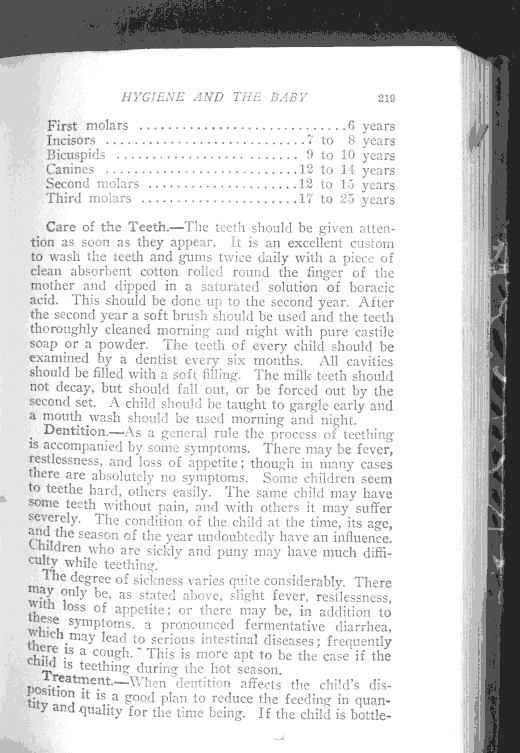 HYGIENE AND THE BABY 219
First molars ............................6 years
Incisors ............................7 to 8 years
Bicuspids ......................... 9 to 10 years
Canines ...........................12 to 14 years
Second molars .....................12 to 15 years
Third molars ......................17 to 25 years
Care of the Teeth.—The teeth should be given atten-
tion as soon as they appear. It is an excellent custom
to wash the teeth and gums twice daily with a piece of
clean absorbent cotton rolled round the finger of the
mother and dipped in a saturated solution of boracic
acid. This should be done up to the second year. After
the second year a soft brush should be used and the teeth
thoroughly cleaned morning and night with pure castile
soap or a powder. The teeth of every child should be
examined by a dentist every six months. All cavities
should be filled with a soft filling. The milk teeth should
not decay, but should fall out, or be forced out by the
second set. A child should be taught to gargle early and
a mouth wash should be used morning and night.
Dentition.—As a general rule the process of teething
is accompanied by some symptoms. There may be fever,
restlessness, and loss of appetite; though in many cases
there are absolutely no symptoms. Some children seem
to teethe hard, others easily. The same child may have
some teeth without pain, and with others it may suffer
severely. The condition of the child at the time, its age,
and the season of the year undoubtedly have an influence.
Children who are sickly and puny may have much diffi-
culty while teething.
The degree of sickness varies quite considerably. There
may only be, as stated above, slight fever, restlessness,
with loss of appetite; or there may be, in addition to
these symptoms, a pronounced fermentative diarrhea,
which may lead to serious intestinal diseases; frequently
there is a cough. This is more apt to be the case if the
child is teething during the hot season.
Treatment.—When dentition affects the child's dis-
position it is a good plan to reduce the feeding in quan-
tity and quality for the time being. If the child is bottle-